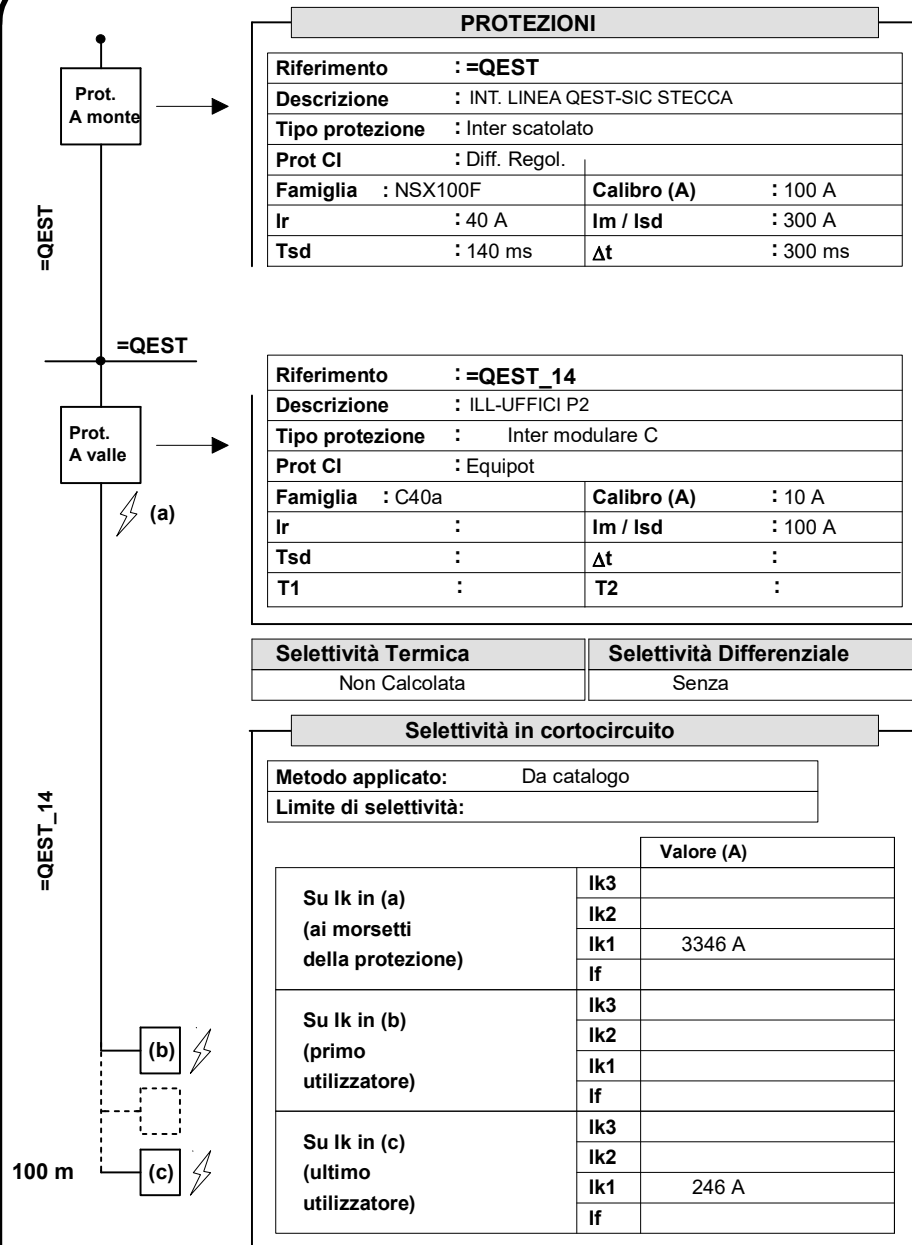 PROTEZIONI
Prot.
A monte
Riferimento : =QEST
Descrizione : INT. LINEA QEST-SIC STECCA
Tipo protezione : Inter scatolato
Prot CI : Diff. Regol.
Famiglia : NSX100F Calibro (A) : 100 A
Ir : 40 A Im / Isd : 300 A
Tsd : 140 ms Δt : 300 ms
=QEST
=QEST
Prot.
A valle
(a)
Riferimento : =QEST_14
Descrizione : ILL-UFFICI P2
Tipo protezione : Inter modulare C
Prot CI : Equipot
Famiglia : C40a Calibro (A) : 10 A
Ir : Im / Isd : 100 A
Tsd : Δt :
T1 : T2 :
Selettività Termica Selettività Differenziale
Non Calcolata Senza
Selettività in cortocircuito
Metodo applicato: Da catalogo
Limite di selettività:
=QEST_14
Valore (A)
Su Ik in (a)
(ai morsetti
della protezione)
Ik3
Ik2
Ik1 3346 A
If
Su Ik in (b)
(primo
utilizzatore)
Ik3
Ik2
Ik1
If
Su Ik in (c)
(ultimo
utilizzatore)
Ik3
Ik2
Ik1 246 A
If
(b)
100 m (c)